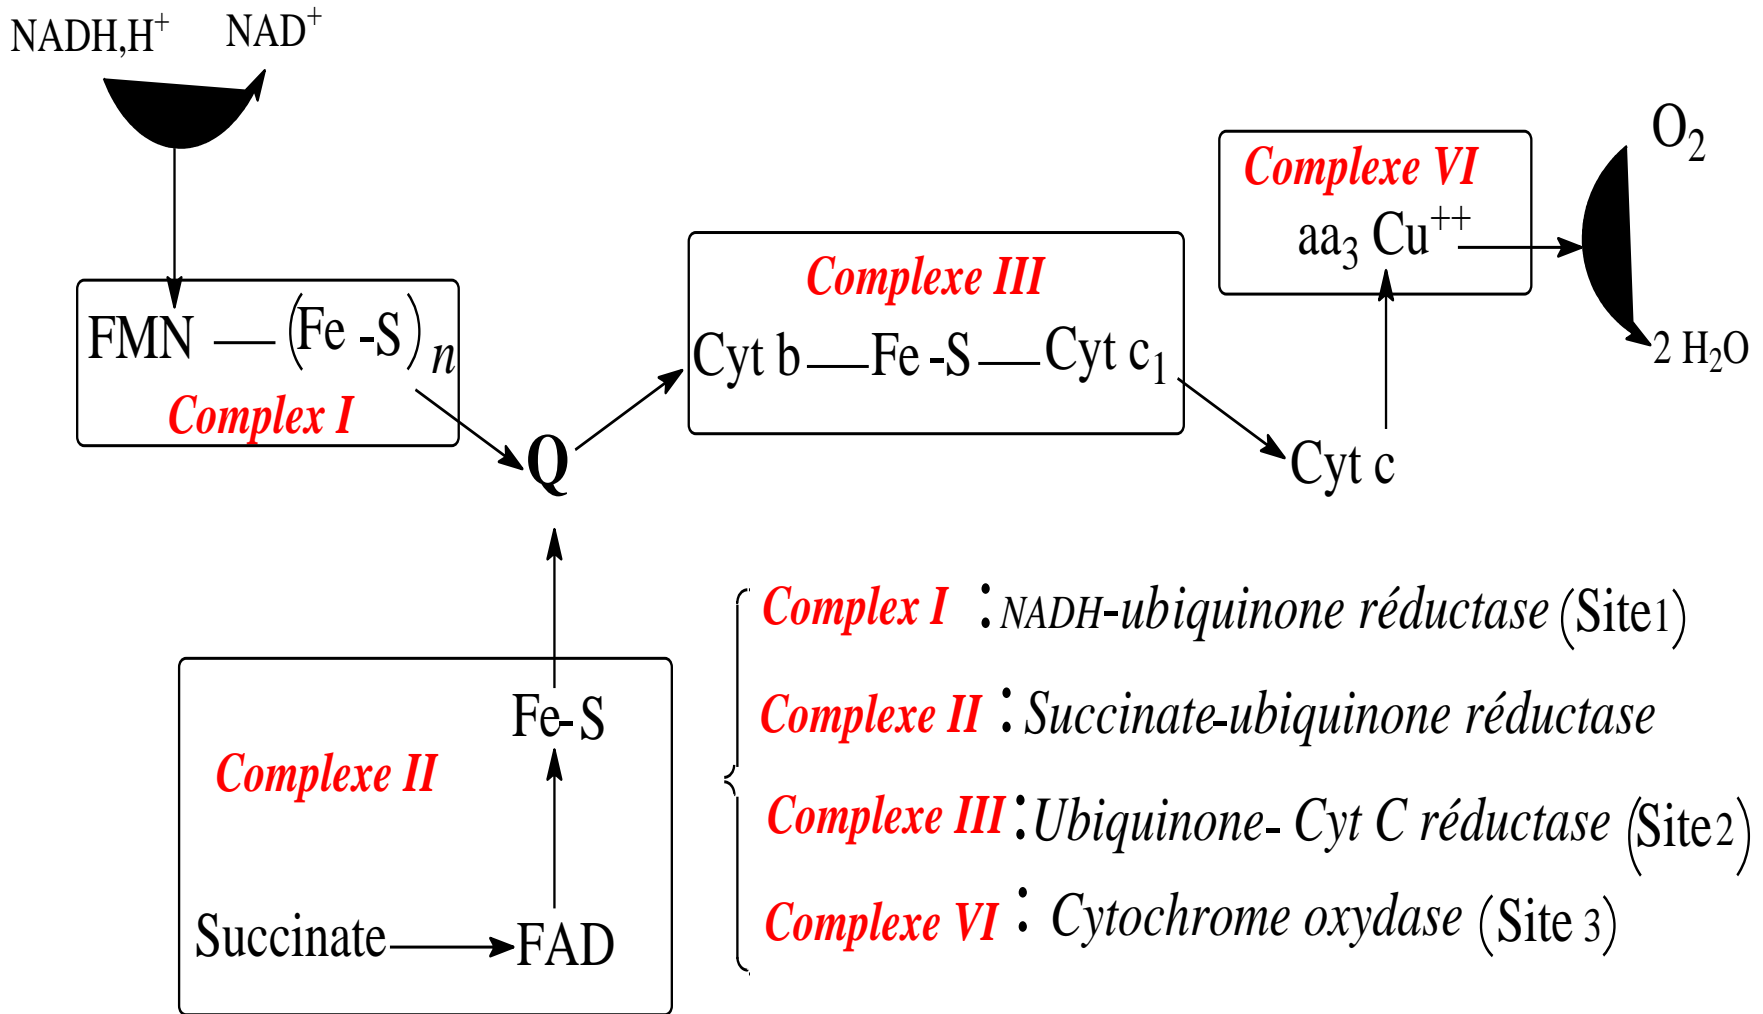 NADH,H⁺ NAD⁺
O₂
Complexe VI
aa₃ Cu⁺⁺
Complexe III
FMN — (Fe -S)n
Cyt b — Fe -S — Cyt c₁
2 H₂O
Complex I
Q
Cyt c
Complex I : NADH-ubiquinone réductase (Site1)
Fe-S
Complexe II : Succinate-ubiquinone réductase
Complexe II
Complexe III : Ubiquinone- Cyt C réductase (Site2)
Complexe VI : Cytochrome oxydase (Site 3)
Succinate FAD